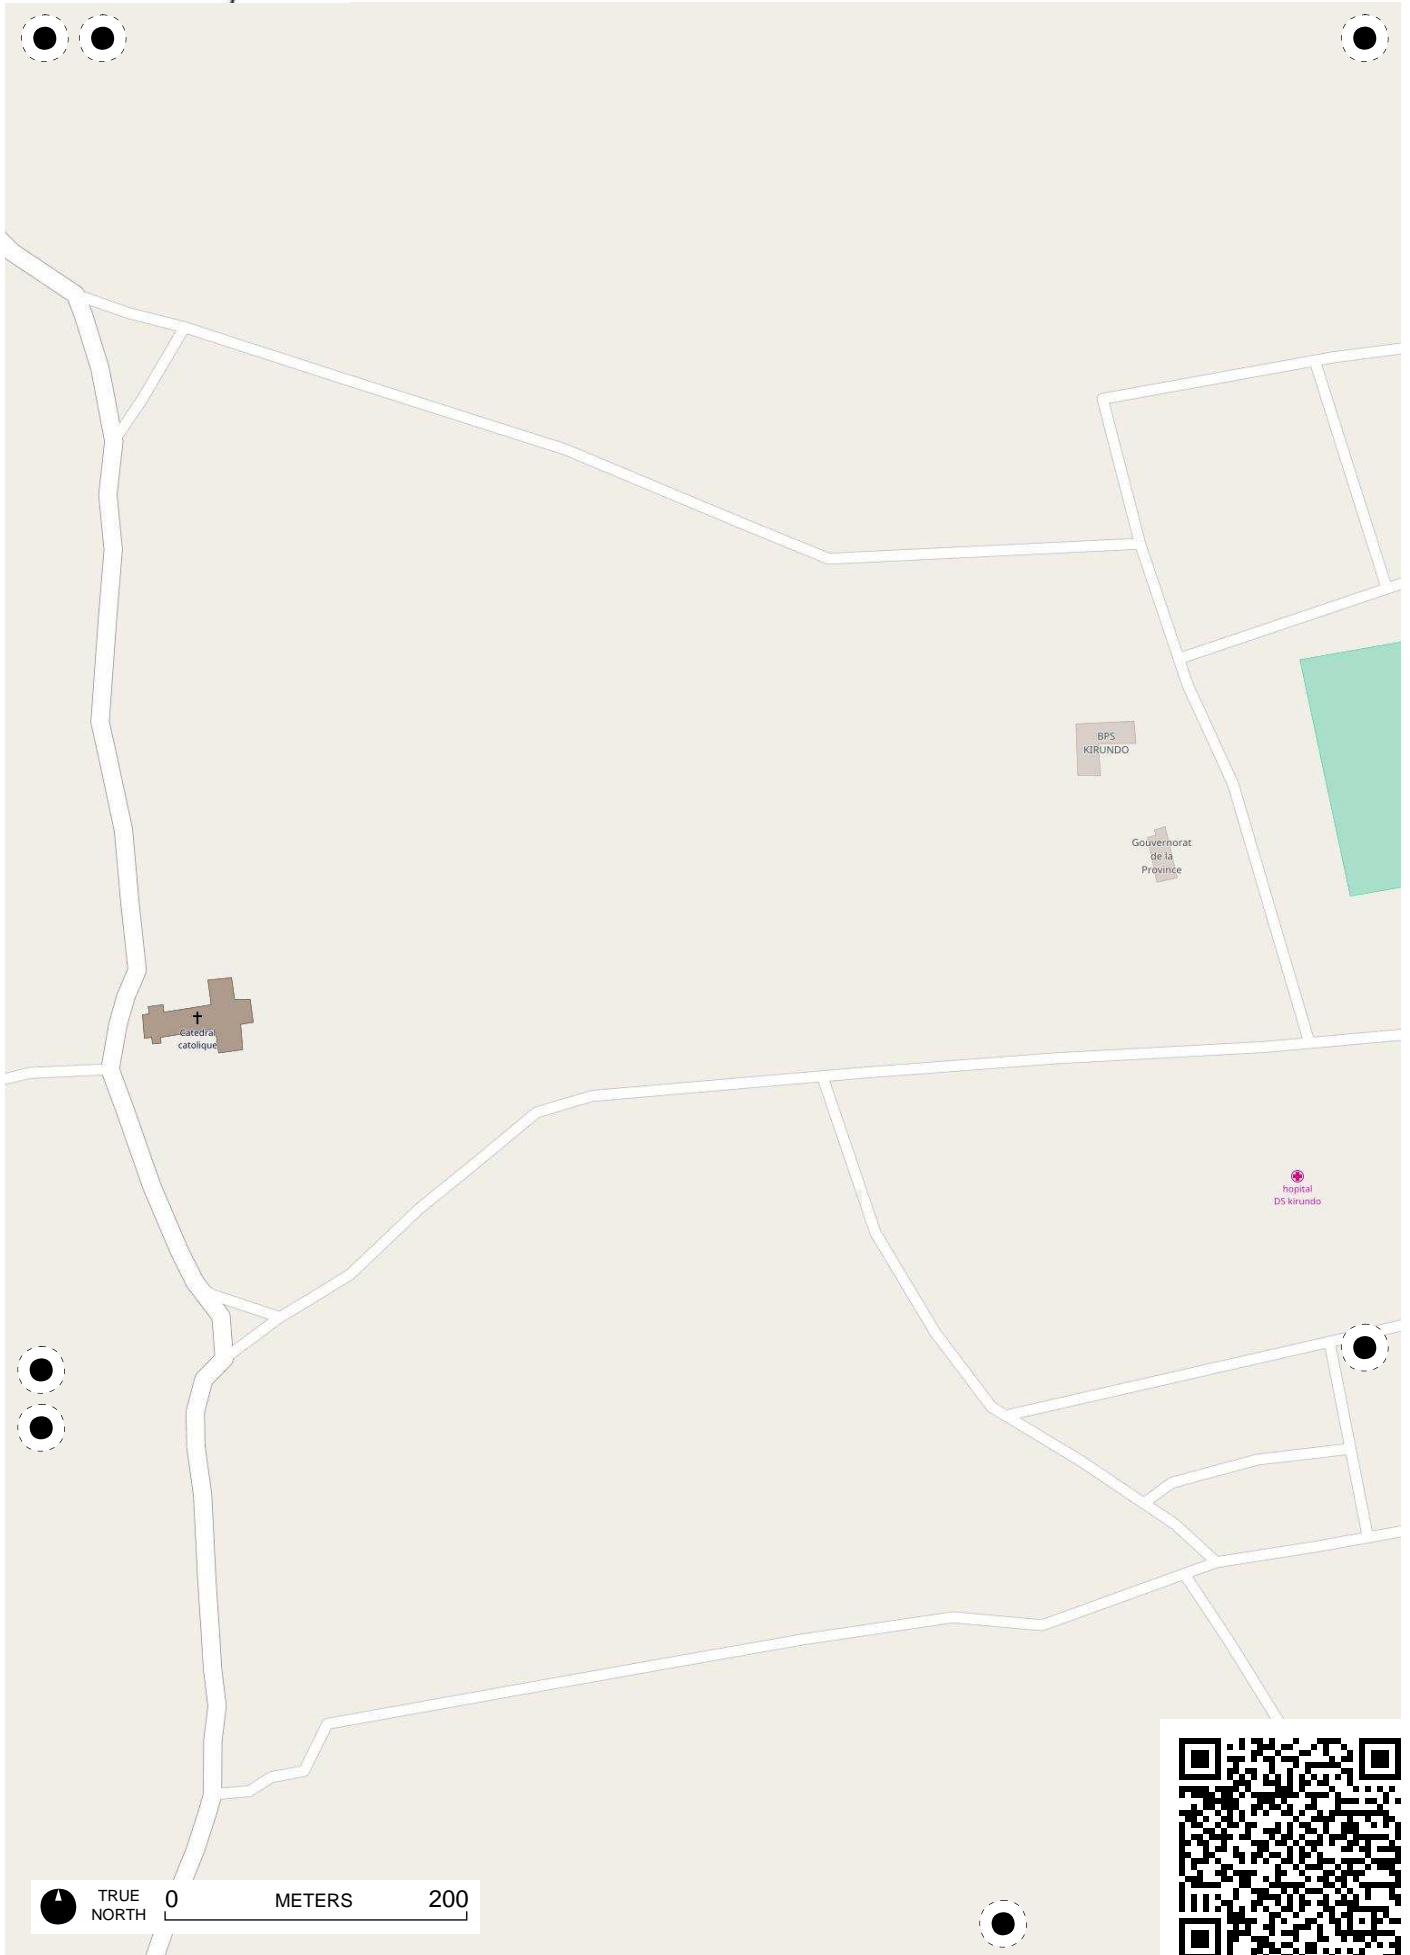 BPS
KIRUNDO
Gouvernorat
de la
Province
Catedral
catolique
hopital
DS kirundo
TRUE
NORTH
0 METERS 200